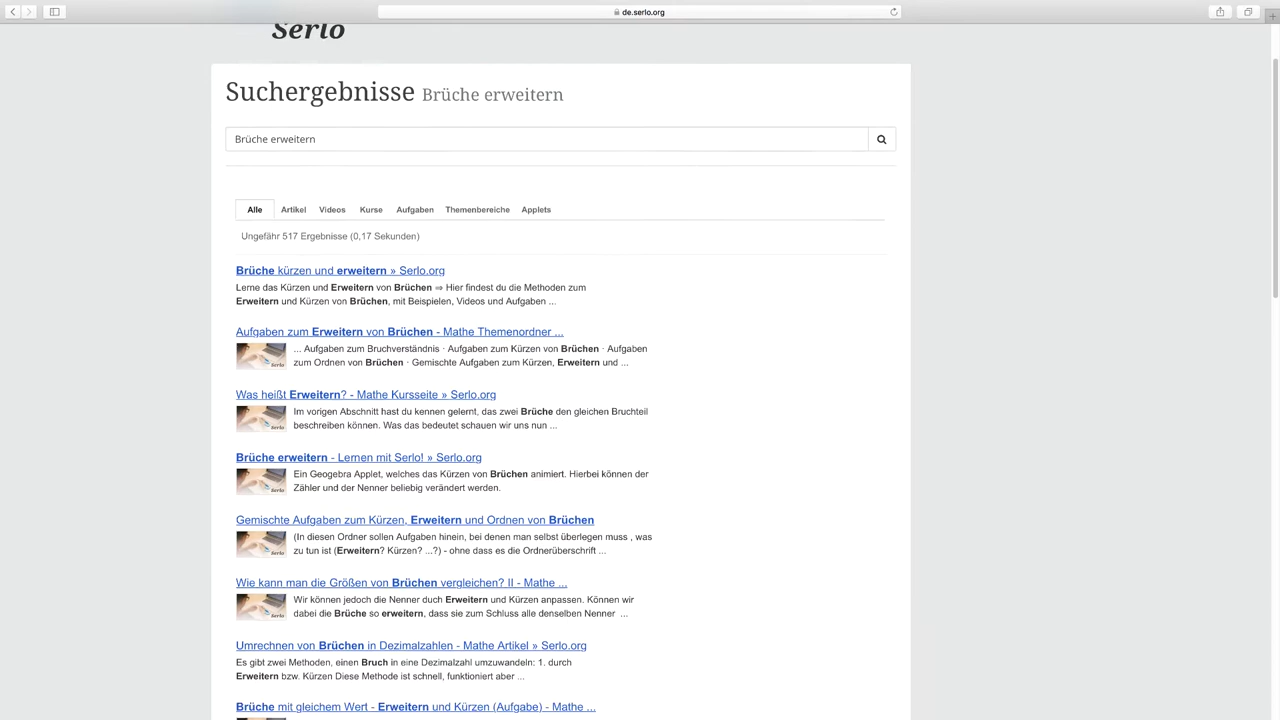 de.serlo.org
Serlo
Suchergebnisse Brüche erweitern
Brüche erweitern
Alle Artikel Videos Kurse Aufgaben Themenbereiche Applets
Ungefähr 517 Ergebnisse (0,17 Sekunden)
Brüche kürzen und erweitern » Serlo.org
Lerne das Kürzen und Erweitern von Brüchen ⇒ Hier findest du die Methoden zum
Erweitern und Kürzen von Brüchen, mit Beispielen, Videos und Aufgaben ...
Aufgaben zum Erweitern von Brüchen - Mathe Themenordner ...
... Aufgaben zum Bruchverständnis · Aufgaben zum Kürzen von Brüchen · Aufgaben
zum Ordnen von Brüchen · Gemischte Aufgaben zum Kürzen, Erweitern und ...
Serlo
Was heißt Erweitern? - Mathe Kursseite » Serlo.org
Im vorigen Abschnitt hast du kennen gelernt, das zwei Brüche den gleichen Bruchteil
beschreiben können. Was das bedeutet schauen wir uns nun ...
Serlo
Brüche erweitern - Lernen mit Serlo! » Serlo.org
Ein Geogebra Applet, welches das Kürzen von Brüchen animiert. Hierbei können der
Zähler und der Nenner beliebig verändert werden.
Serlo
Gemischte Aufgaben zum Kürzen, Erweitern und Ordnen von Brüchen
(In diesen Ordner sollen Aufgaben hinein, bei denen man selbst überlegen muss , was
zu tun ist (Erweitern? Kürzen? ...?) - ohne dass es die Ordnerüberschrift ...
Serlo
Wie kann man die Größen von Brüchen vergleichen? II - Mathe ...
Wir können jedoch die Nenner duch Erweitern und Kürzen anpassen. Können wir
dabei die Brüche so erweitern, dass sie zum Schluss alle denselben Nenner ...
Serlo
Umrechnen von Brüchen in Dezimalzahlen - Mathe Artikel » Serlo.org
Es gibt zwei Methoden, einen Bruch in eine Dezimalzahl umzuwandeln: 1. durch
Erweitern bzw. Kürzen Diese Methode ist schnell, funktioniert aber ...
Brüche mit gleichem Wert - Erweitern und Kürzen (Aufgabe) - Mathe ...